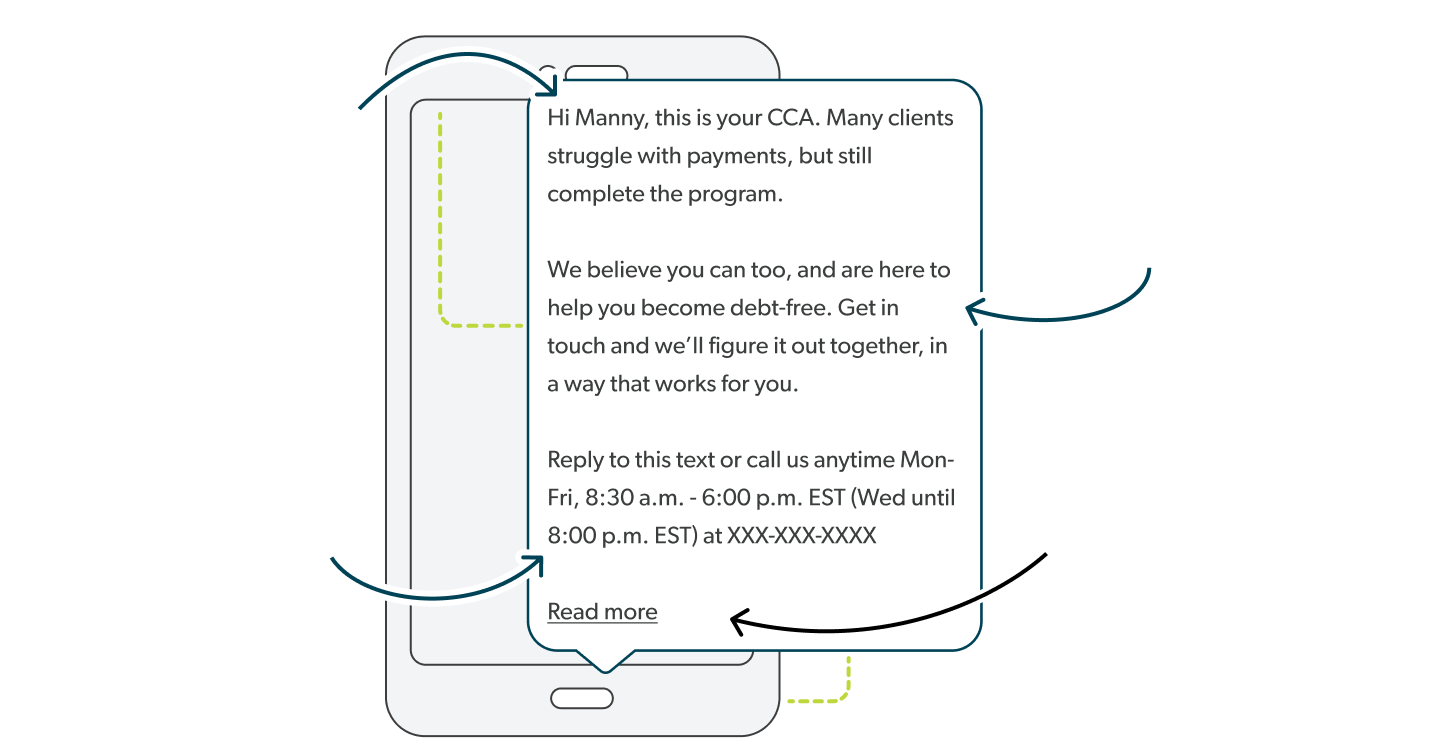 Hi Manny, this is your CCA. Many clients
struggle with payments, but still
complete the program.
We believe you can too, and are here to
help you become debt-free. Get in
touch and we’ll figure it out together, in
a way that works for you.
Reply to this text or call us anytime Mon-
Fri, 8:30 a.m. - 6:00 p.m. EST (Wed until
8:00 p.m. EST) at XXX-XXX-XXXX
Read more